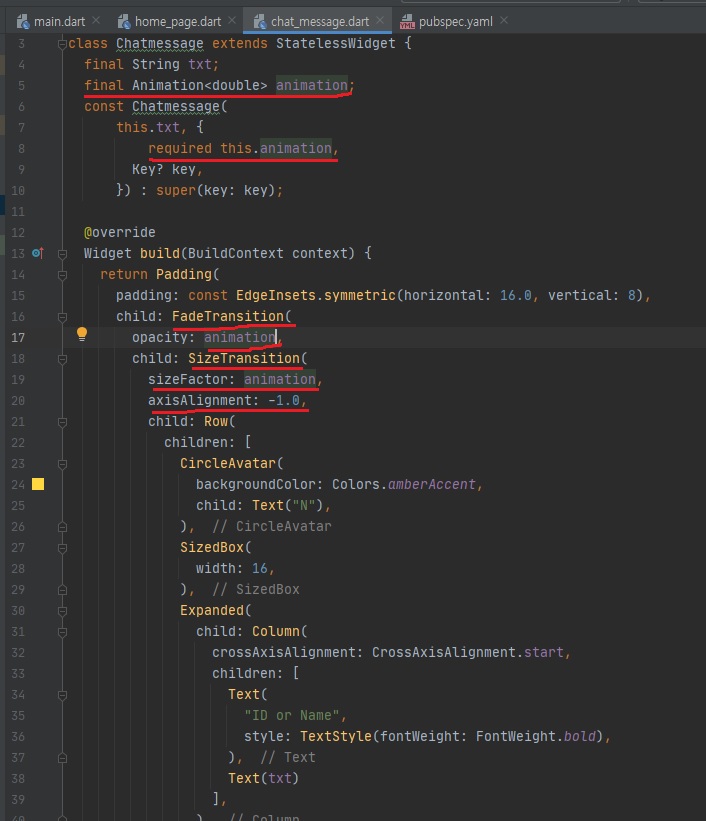 main.dart home_page.dart chat_message.dart pubspec.yaml
3 class Chatmessage extends StatelessWidget {
4 final String txt;
5 final Animation<double> animation;
6 const Chatmessage(
7 this.txt, {
8 required this.animation,
9 Key? key,
10 }) : super(key: key);
11
12 @override
13 Widget build(BuildContext context) {
14 return Padding(
15 padding: const EdgeInsets.symmetric(horizontal: 16.0, vertical: 8),
16 child: FadeTransition(
17 opacity: animation,
18 child: SizeTransition(
19 sizeFactor: animation,
20 axisAlignment: -1.0,
21 child: Row(
22 children: [
23 CircleAvatar(
24 backgroundColor: Colors.amberAccent,
25 child: Text("N"),
26 ), // CircleAvatar
27 SizedBox(
28 width: 16,
29 ), // SizedBox
30 Expanded(
31 child: Column(
32 crossAxisAlignment: CrossAxisAlignment.start,
33 children: [
34 Text(
35 "ID or Name",
36 style: TextStyle(fontWeight: FontWeight.bold),
37 ), // Text
38 Text(txt)
39 ],
40 ), // Column